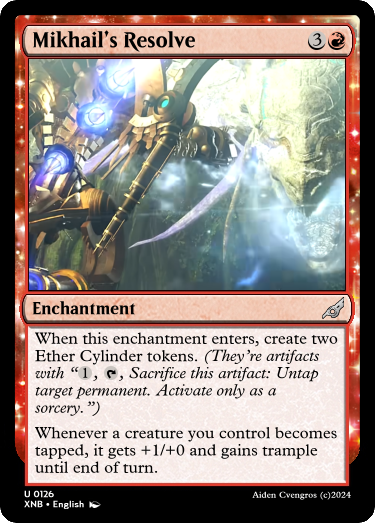 Mikhail's Resolve 3
Enchantment
When this enchantment enters, create two
Ether Cylinder tokens. (They're artifacts
with "1, , Sacrifice this artifact: Untap
target permanent. Activate only as a
sorcery.")
Whenever a creature you control becomes
tapped, it gets +1/+0 and gains trample
until end of turn.
U 0126
XNB • English Aiden Cvengros (c)2024